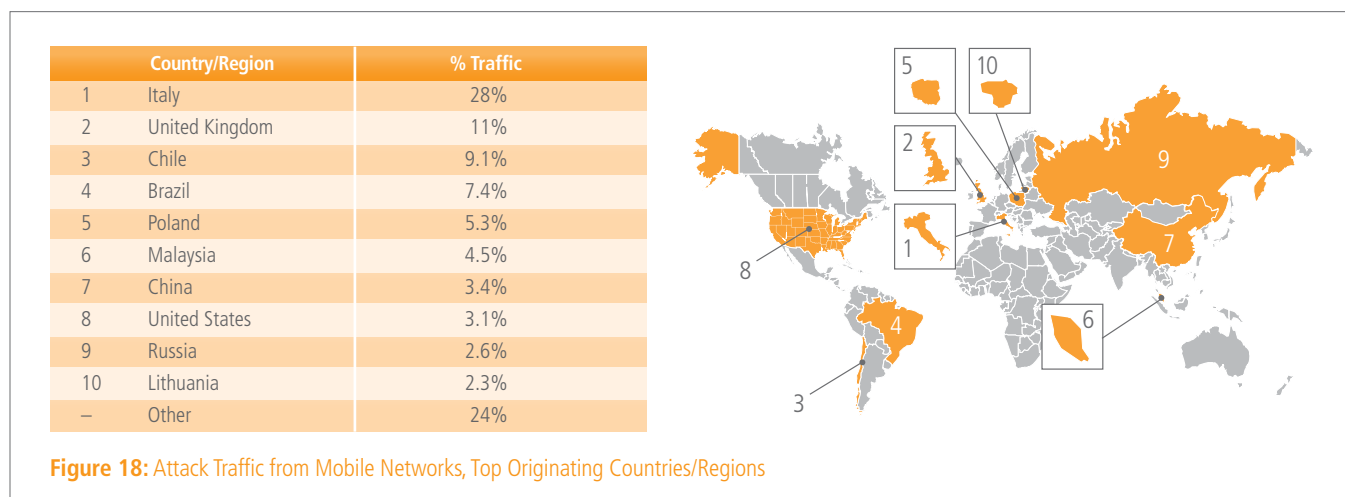 Country/Region % Traffic
1 Italy 28%
2 United Kingdom 11%
3 Chile 9.1%
4 Brazil 7.4%
5 Poland 5.3%
6 Malaysia 4.5%
7 China 3.4%
8 United States 3.1%
9 Russia 2.6%
10 Lithuania 2.3%
– Other 24%
5
10
2
9
1
7
8
6
4
3
Figure 18: Attack Traffic from Mobile Networks, Top Originating Countries/Regions